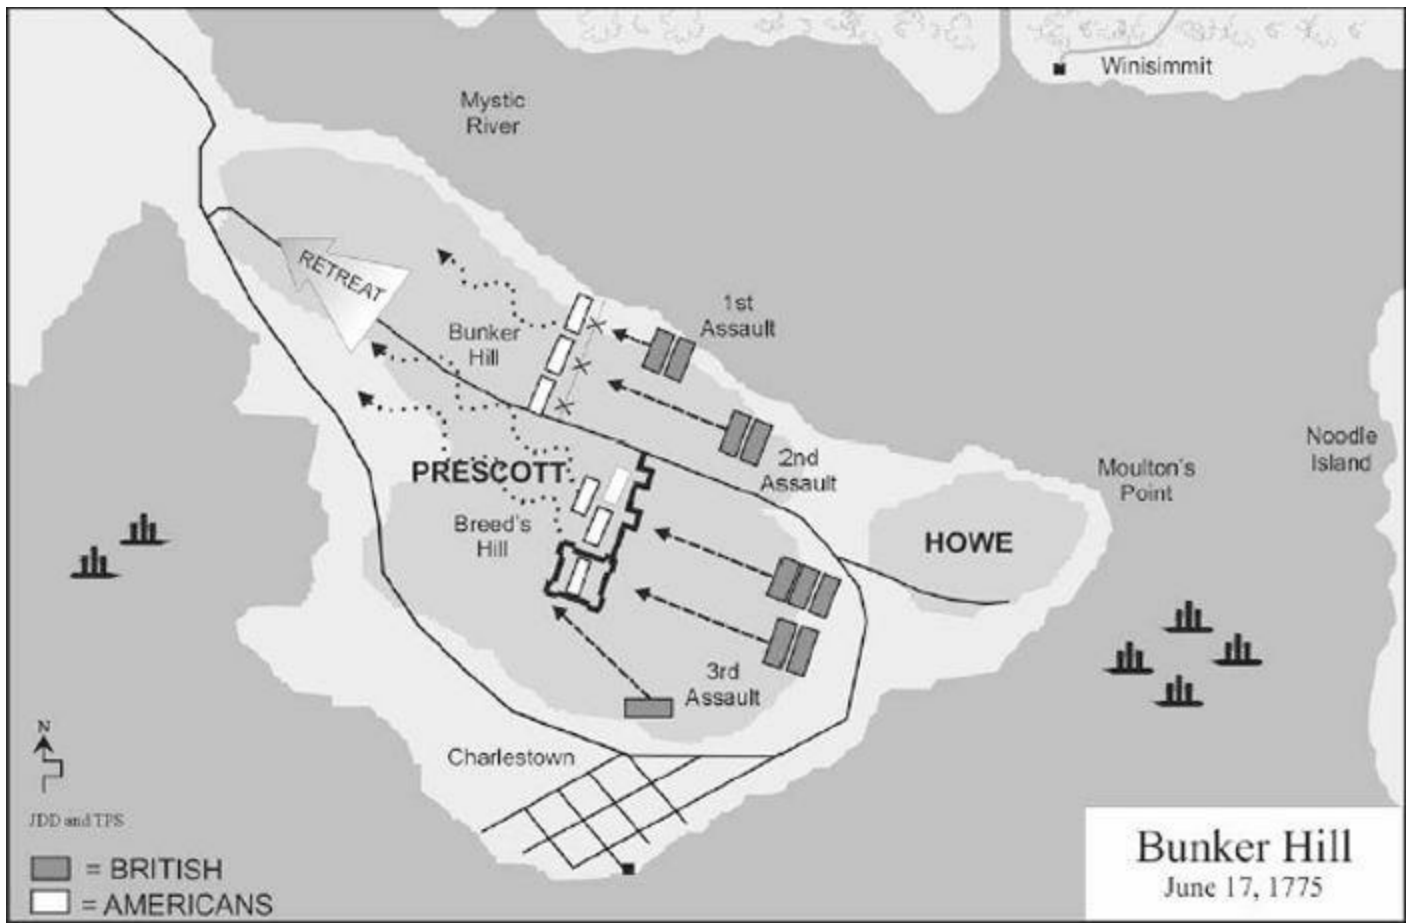 Winisimmit
Mystic
River
RETREAT
1st
Assault
Bunker
Hill
Noodle
Island
2nd
Assault
Moulton's
Point
PRESCOTT
Breed's
Hill
HOWE
3rd
Assault
N
Charlestown
JDD and TPS
= BRITISH
= AMERICANS
Bunker Hill
June 17, 1775